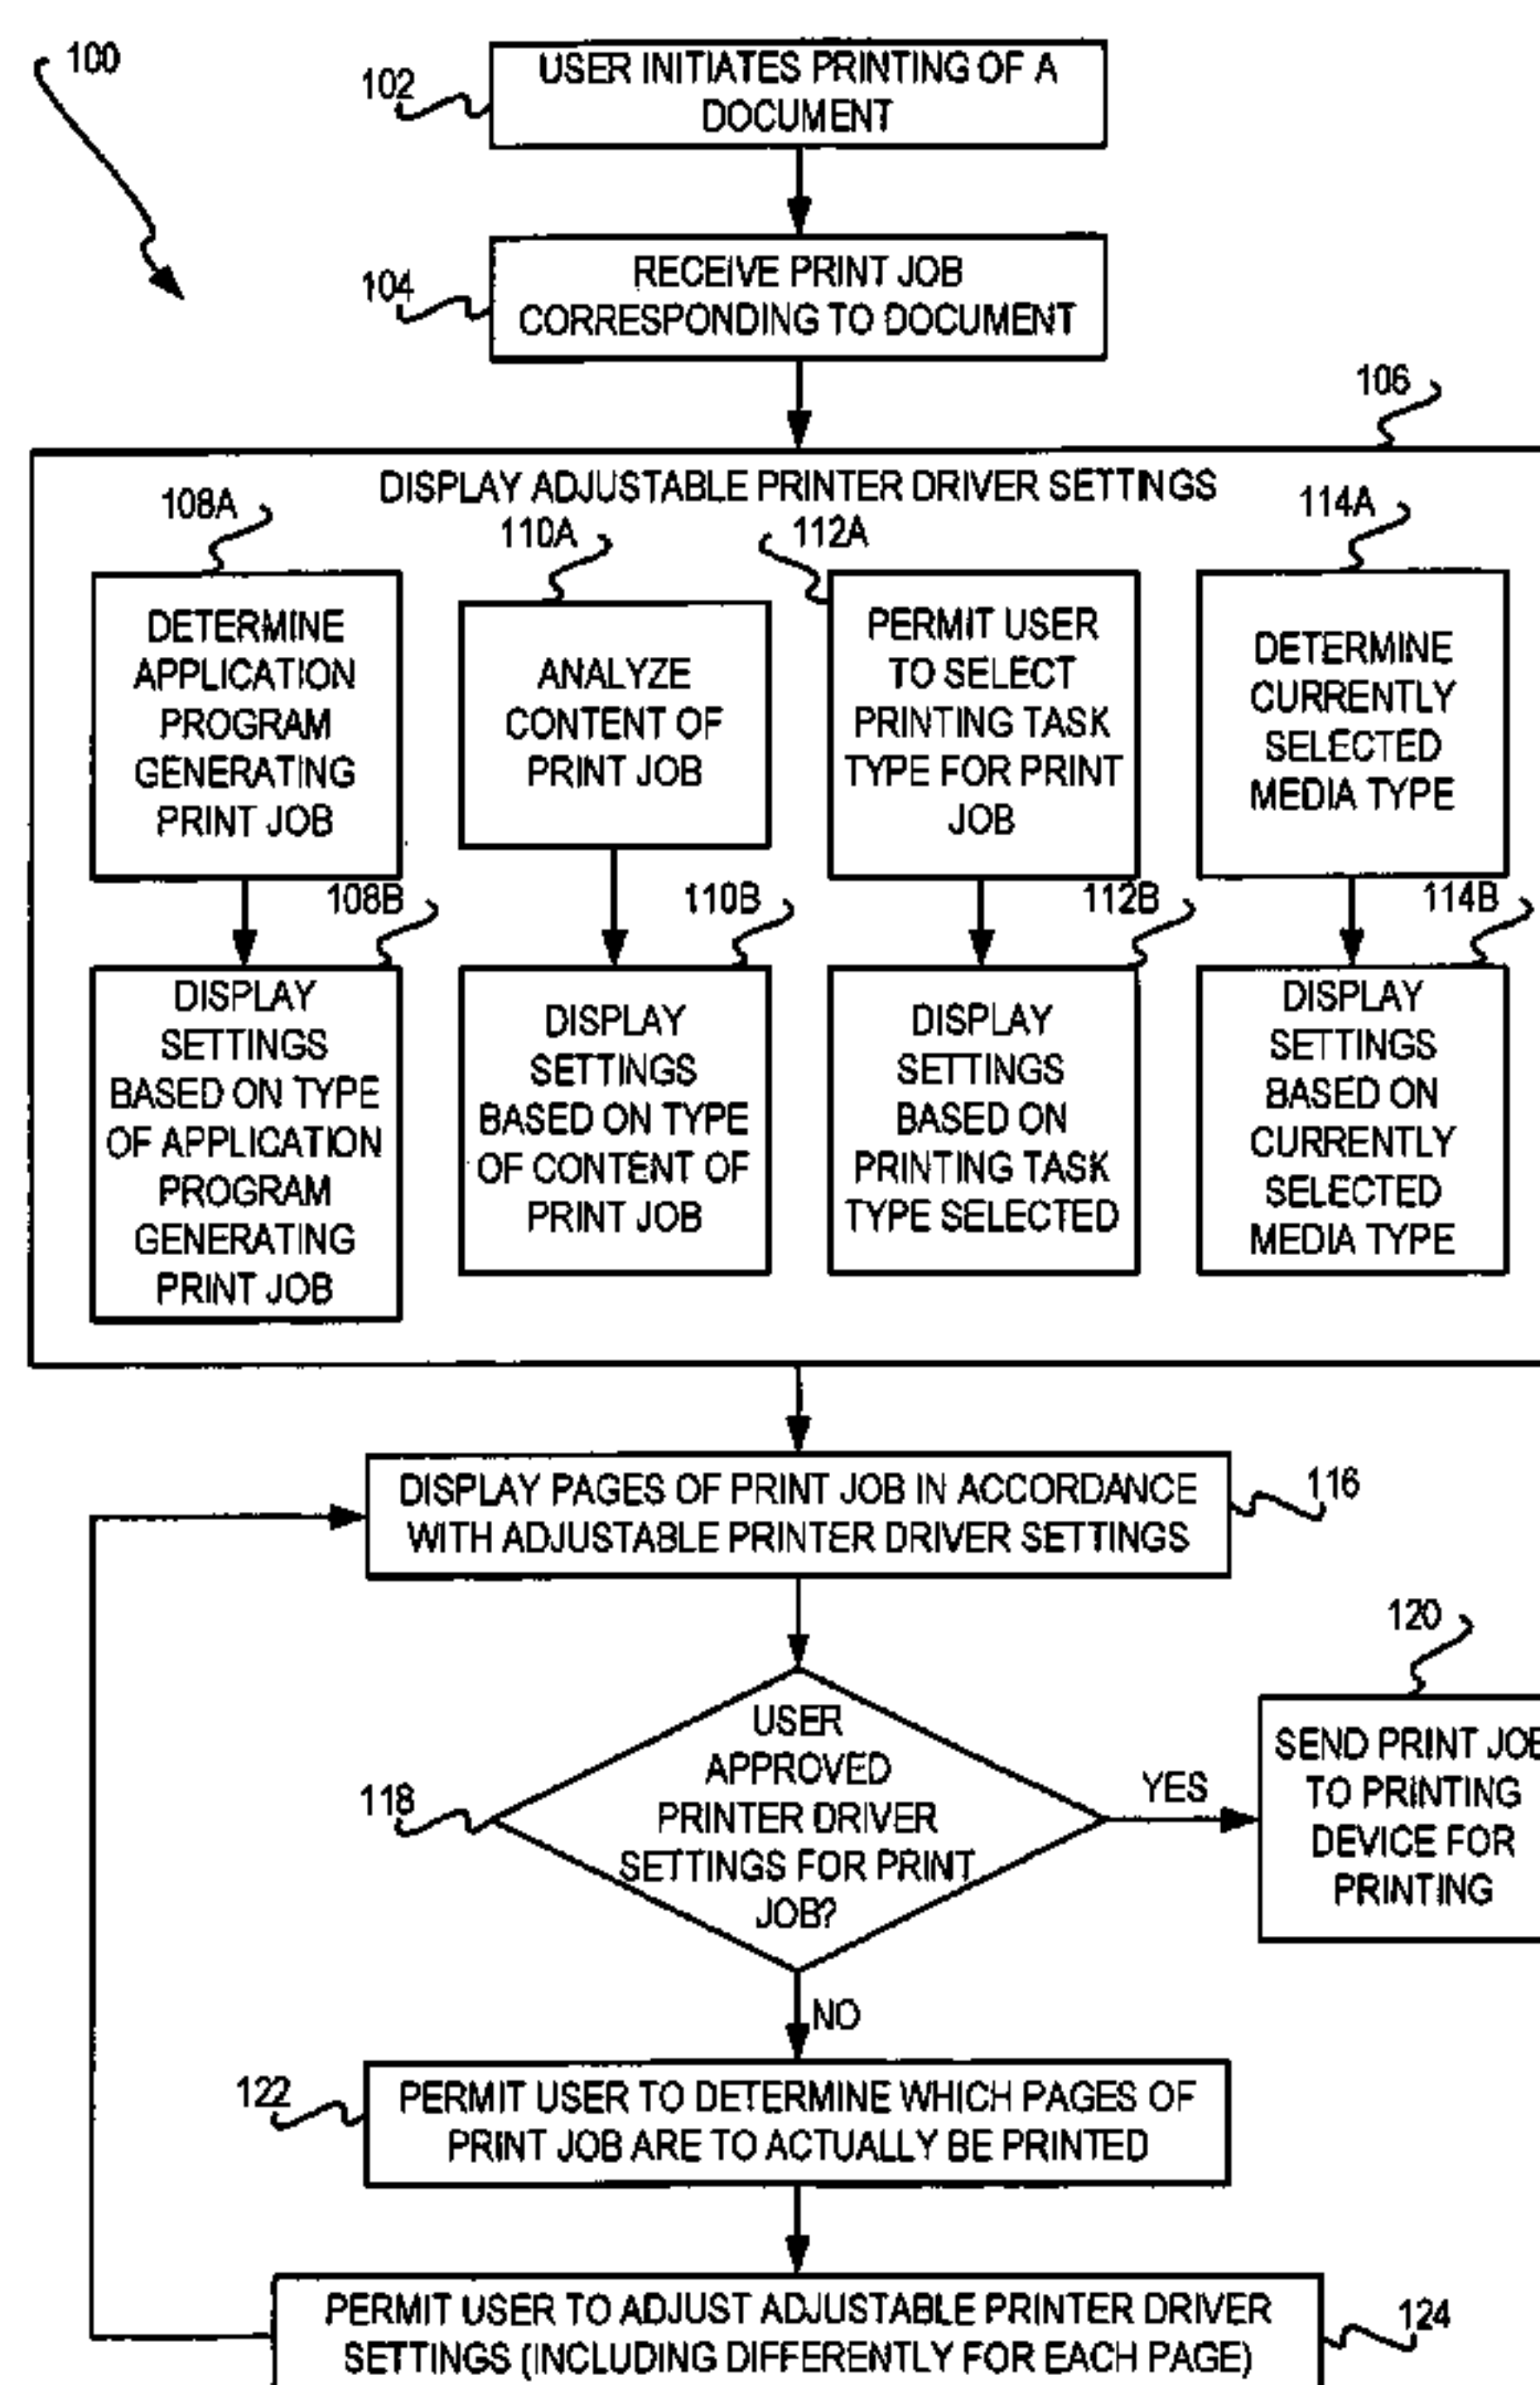 100
102
USER INITIATES PRINTING OF A
DOCUMENT
104
RECEIVE PRINT JOB
CORRESPONDING TO DOCUMENT
106
DISPLAY ADJUSTABLE PRINTER DRIVER SETTINGS
108A
DETERMINE
APPLICATION
PROGRAM
GENERATING
PRINT JOB
110A
ANALYZE
CONTENT OF
PRINT JOB
112A
PERMIT USER
TO SELECT
PRINTING TASK
TYPE FOR PRINT
JOB
114A
DETERMINE
CURRENTLY
SELECTED
MEDIA TYPE
108B
DISPLAY
SETTINGS
BASED ON TYPE
OF APPLICATION
PROGRAM
GENERATING
PRINT JOB
110B
DISPLAY
SETTINGS
BASED ON TYPE
OF CONTENT OF
PRINT JOB
112B
DISPLAY
SETTINGS
BASED ON
PRINTING TASK
TYPE SELECTED
114B
DISPLAY
SETTINGS
BASED ON
CURRENTLY
SELECTED
MEDIA TYPE
DISPLAY PAGES OF PRINT JOB IN ACCORDANCE
WITH ADJUSTABLE PRINTER DRIVER SETTINGS
116
118
USER
APPROVED
PRINTER DRIVER
SETTINGS FOR PRINT
JOB?
YES
120
SEND PRINT JOB
TO PRINTING
DEVICE FOR
PRINTING
NO
122
PERMIT USER TO DETERMINE WHICH PAGES OF
PRINT JOB ARE TO ACTUALLY BE PRINTED
PERMIT USER TO ADJUST ADJUSTABLE PRINTER DRIVER
SETTINGS (INCLUDING DIFFERENTLY FOR EACH PAGE)
124